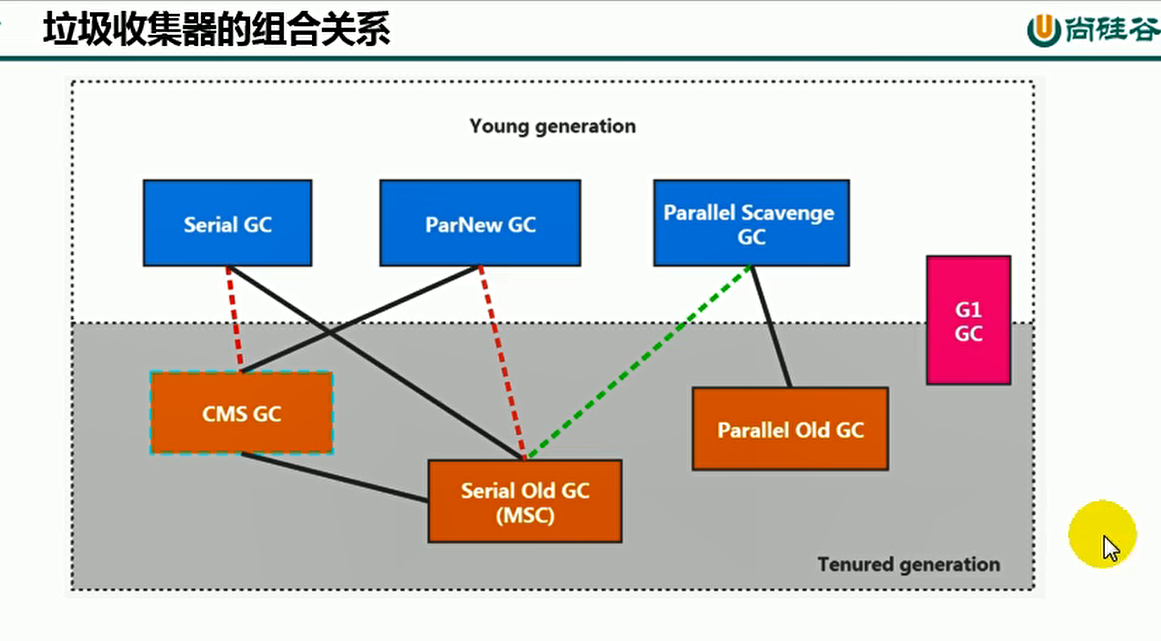 垃圾收集器的组合关系
尚硅谷
Young generation
Serial GC
ParNew GC
Parallel Scavenge
GC
G1
GC
CMS GC
Parallel Old GC
Serial Old GC
(MSC)
Tenured generation